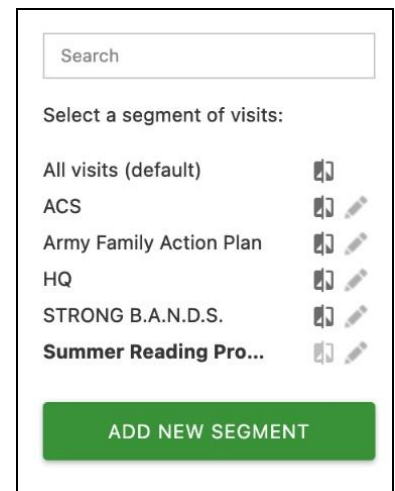 Search
Select a segment of visits:
All visits (default)
ACS
Army Family Action Plan
HQ
STRONG B.A.N.D.S.
Summer Reading Pro...
ADD NEW SEGMENT